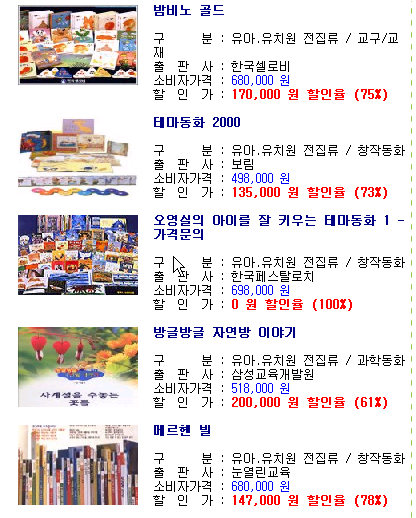 밤비노 골드
구 분 : 유아.유치원 전집류 / 교구/교
재
출 판 사 : 한국셀로비
소비자가격 : 680,000 원
할 인 가 : 170,000 원 할인율 (75%)
테마동화 2000
구 분 : 유아.유치원 전집류 / 창작동화
출 판 사 : 보림
소비자가격 : 498,000 원
할 인 가 : 135,000 원 할인율 (73%)
오영실의 아이를 잘 키우는 테마동화 1 -
가격문의
구 분 : 유아.유치원 전집류 / 창작동화
출 판 사 : 한국페스탈로치
소비자가격 : 698,000 원
할 인 가 : 0 원 할인율 (100%)
방글방글 자연방 이야기
구 분 : 유아.유치원 전집류 / 과학동화
출 판 사 : 삼성교육개발원
소비자가격 : 518,000 원
할 인 가 : 200,000 원 할인율 (61%)
사계절을 수놓는
꽃들
메르헨 빌
구 분 : 유아.유치원 전집류 / 창작동화
출 판 사 : 눈열린교육
소비자가격 : 680,000 원
할 인 가 : 147,000 원 할인율 (78%)